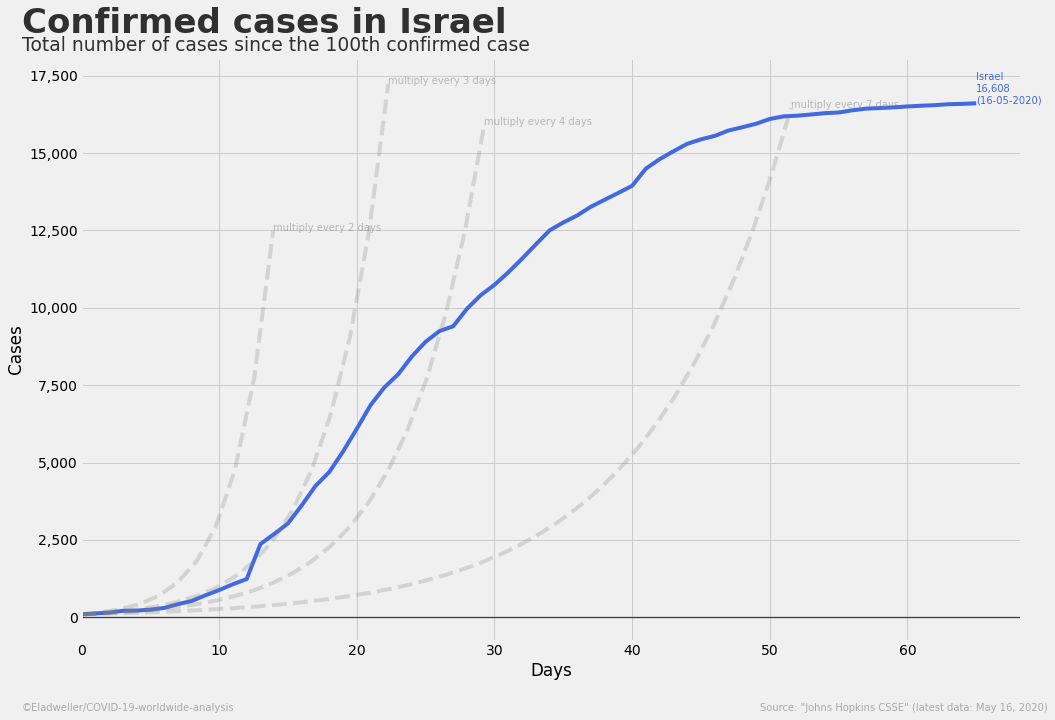 Confirmed cases in Israel
Total number of cases since the 100th confirmed case
17,500
15,000
12,500
10,000
7,500
5,000
2,500
0
Cases
multiply every 2 days
multiply every 3 days
multiply every 4 days
multiply every 7 days
Israel
16,608
(16-05-2020)
0 10 20 30 40 50 60
Days
©Eladweller/COVID-19-worldwide-analysis
Source: "Johns Hopkins CSSE" (latest data: May 16, 2020)